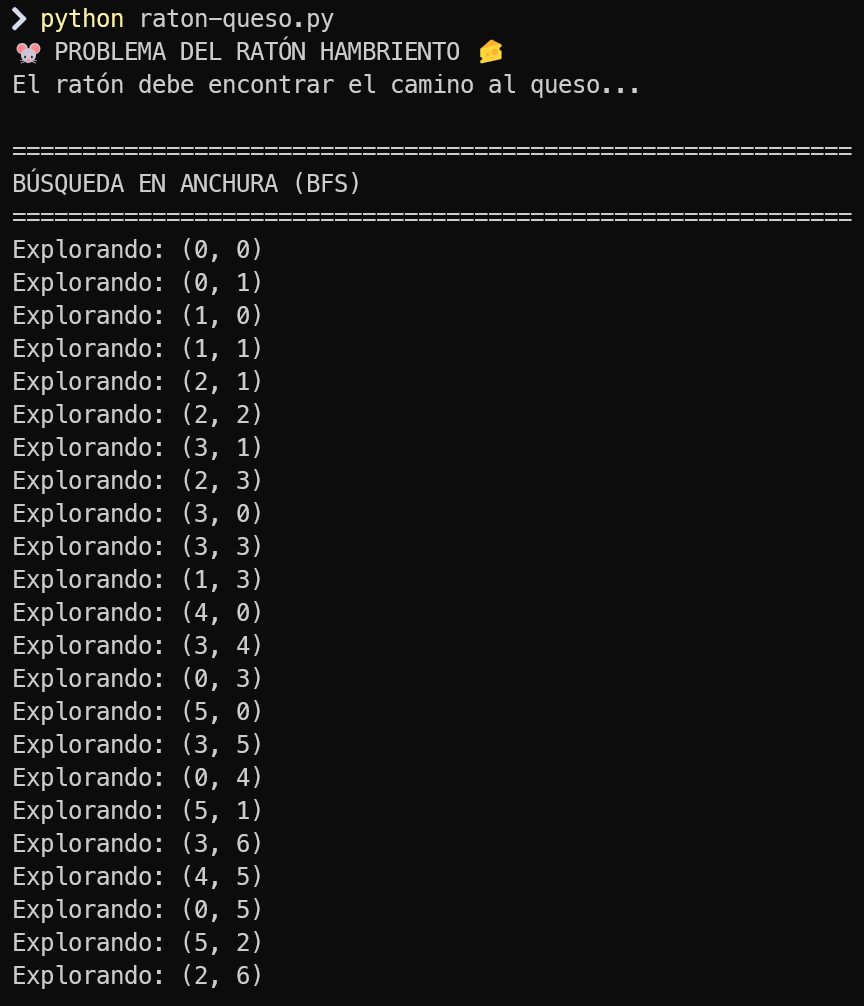 ❯ python raton-queso.py
🐭 PROBLEMA DEL RATÓN HAMBRIENTO 🧀
El ratón debe encontrar el camino al queso...
============================================================
BÚSQUEDA EN ANCHURA (BFS)
============================================================
Explorando: (0, 0)
Explorando: (0, 1)
Explorando: (1, 0)
Explorando: (1, 1)
Explorando: (2, 1)
Explorando: (2, 2)
Explorando: (3, 1)
Explorando: (2, 3)
Explorando: (3, 0)
Explorando: (3, 3)
Explorando: (1, 3)
Explorando: (4, 0)
Explorando: (3, 4)
Explorando: (0, 3)
Explorando: (5, 0)
Explorando: (3, 5)
Explorando: (0, 4)
Explorando: (5, 1)
Explorando: (3, 6)
Explorando: (4, 5)
Explorando: (0, 5)
Explorando: (5, 2)
Explorando: (2, 6)